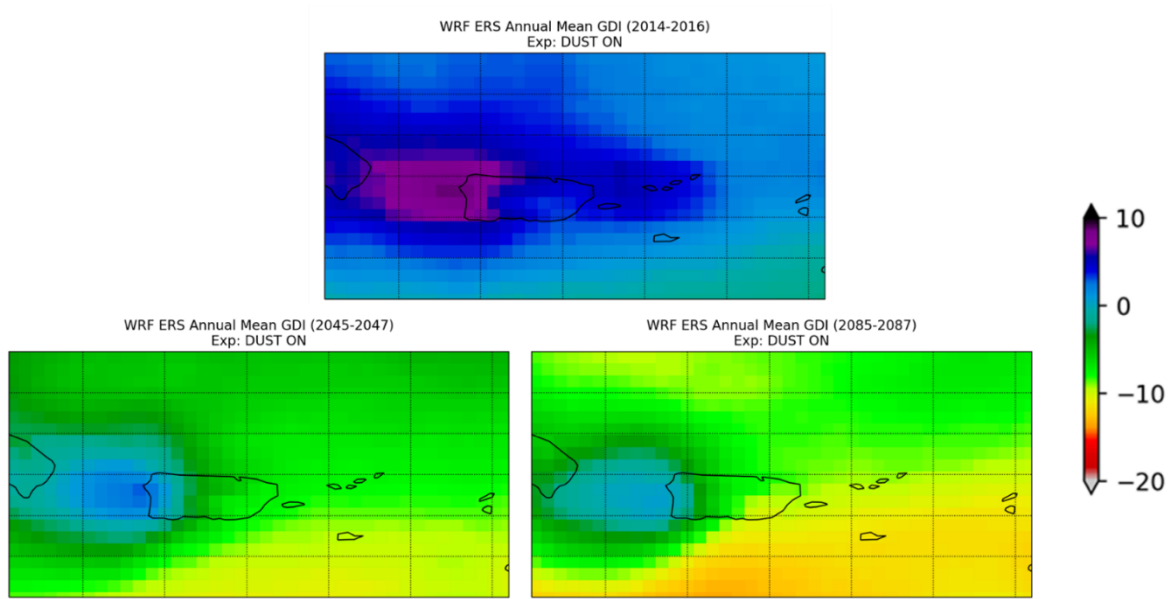 WRF ERS Annual Mean GDI (2014-2016)
Exp: DUST ON
10
0
−10
−20
WRF ERS Annual Mean GDI (2045-2047)
Exp: DUST ON
WRF ERS Annual Mean GDI (2085-2087)
Exp: DUST ON